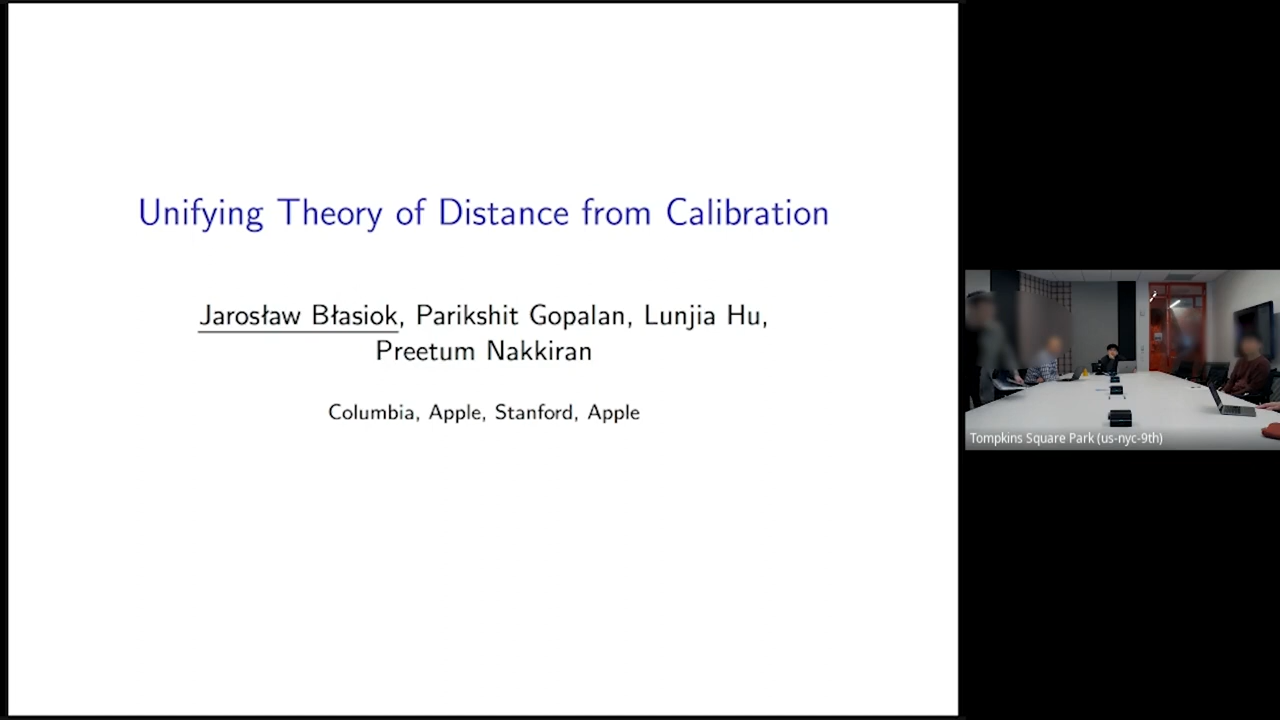 Unifying Theory of Distance from Calibration
Jarosław Błasiok, Parikshit Gopalan, Lunjia Hu,
Preetum Nakkiran
Columbia, Apple, Stanford, Apple
Tompkins Square Park (us-nyc-9th)